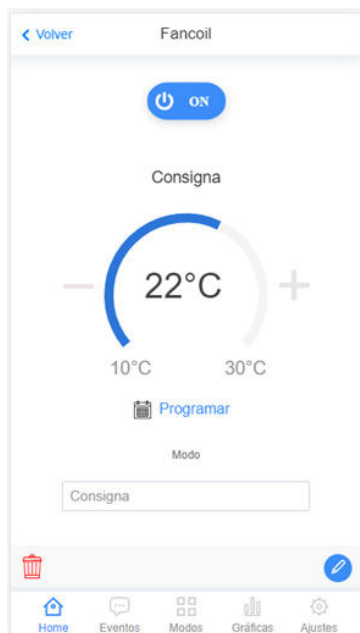 Volver Fancoil
ON
Consigna
22°C
10°C 30°C
Programar
Modo
Consigna
Home Eventos Modos Gráficas Ajustes